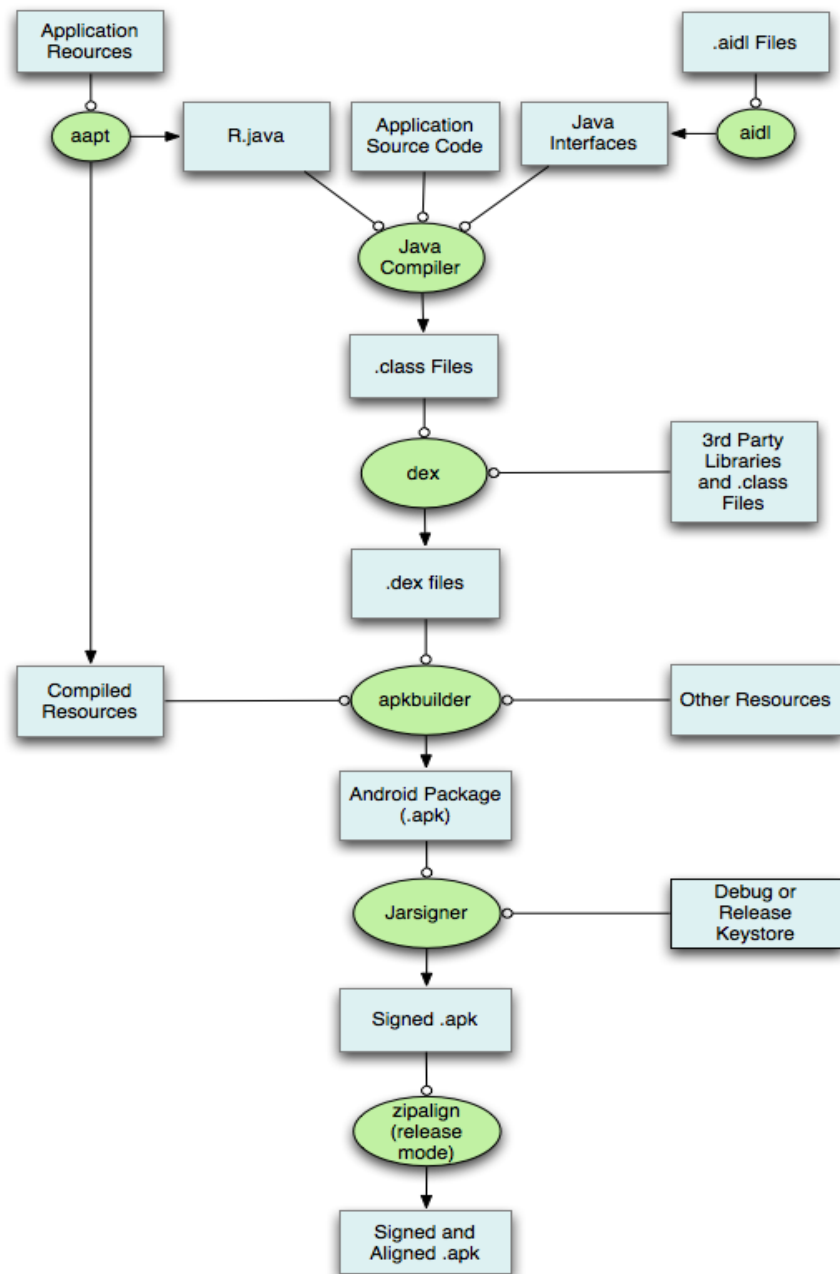 Application
Reources
.aidl Files
aapt
R.java
Application
Source Code
Java
Interfaces
aidl
Java
Compiler
.class Files
dex
3rd Party
Libraries
and .class
Files
.dex files
Compiled
Resources
apkbuilder
Other Resources
Android Package
(.apk)
Jarsigner
Debug or
Release
Keystore
Signed .apk
zipalign
(release
mode)
Signed and
Aligned .apk